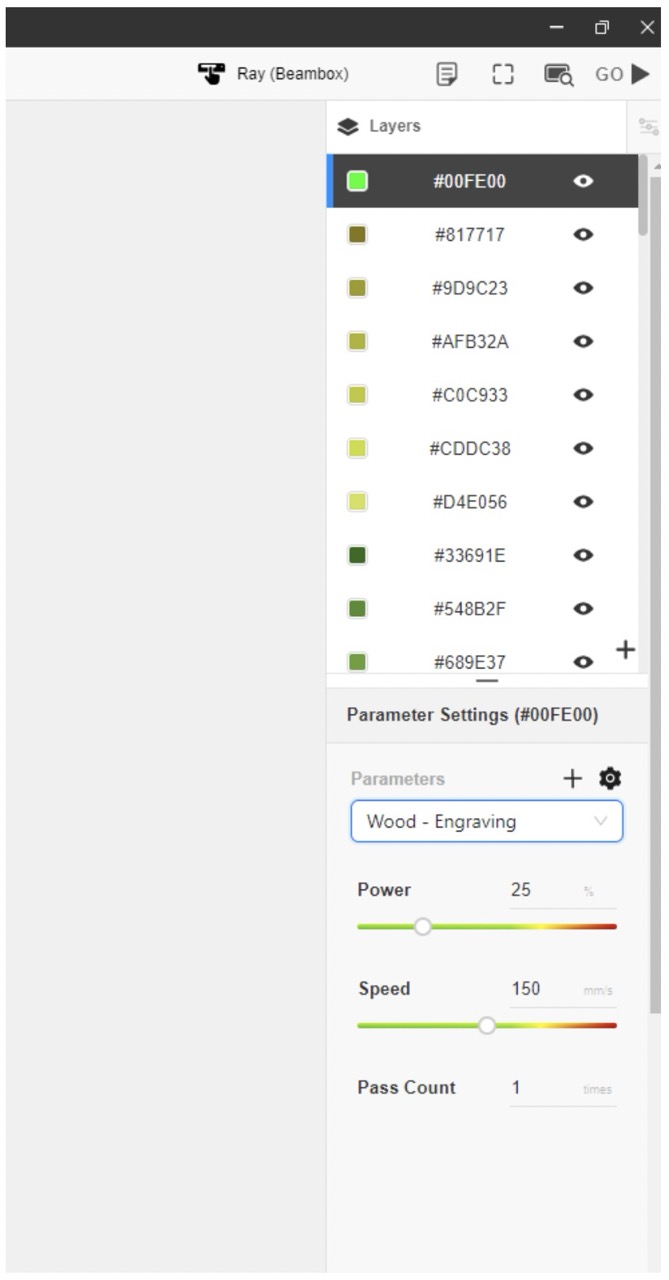 Ray (Beambox)
GO
Layers
#00FE00
#817717
#9D9C23
#AFB32A
#C0C933
#CDDC38
#D4E056
#33691E
#548B2F
#689E37
Parameter Settings (#00FE00)
Parameters
Wood - Engraving
Power 25 %
Speed 150 mm/s
Pass Count 1 times